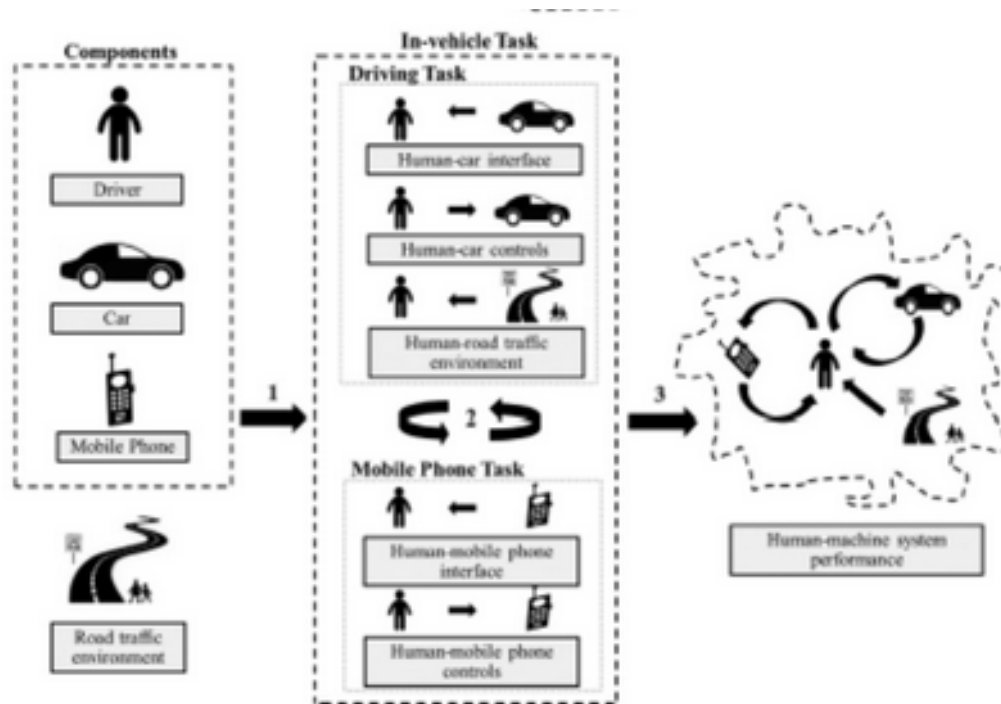 Components
Driver
Car
Mobile Phone
Road traffic
environment
1
In-vehicle Task
Driving Task
Human-car interface
Human-car controls
Human-road traffic
environment
2
Mobile Phone Task
Human-mobile phone
interface
Human-mobile phone
controls
3
Human-machine system
performance